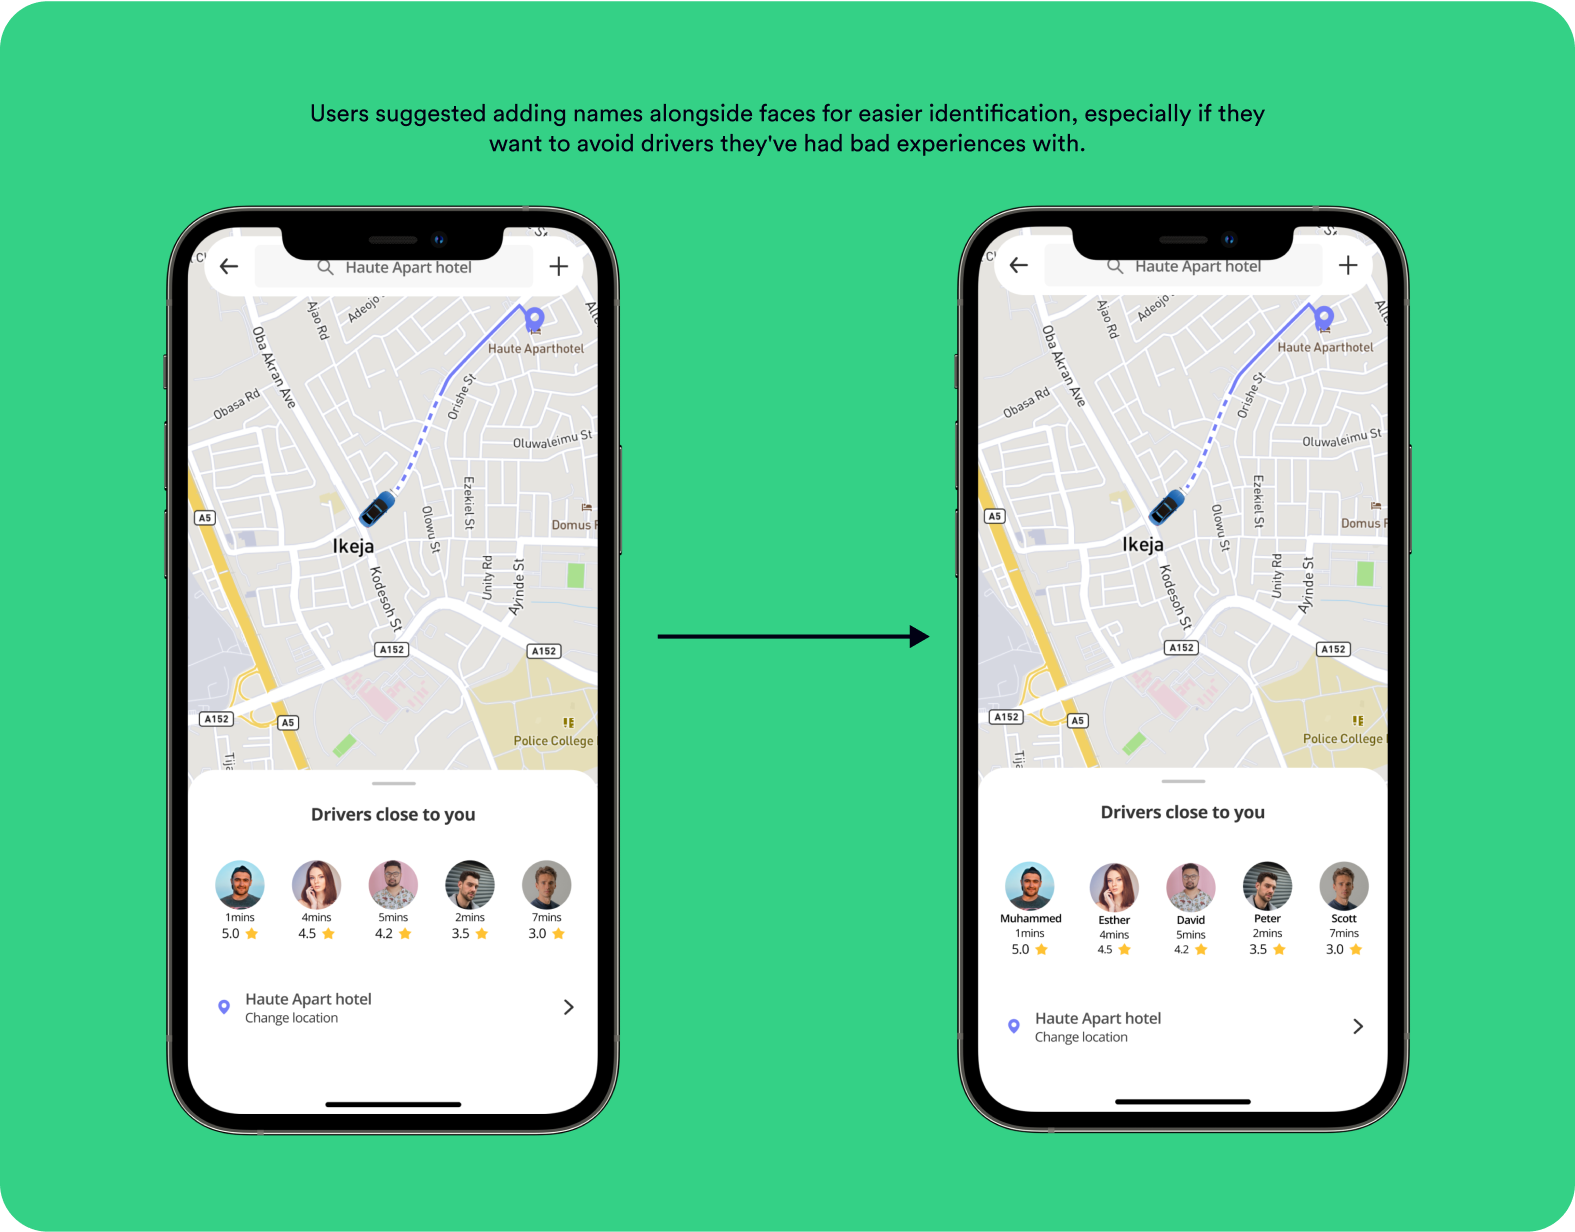 Users suggested adding names alongside faces for easier identification, especially if they
want to avoid drivers they've had bad experiences with.
Haute Apart hotel
Adeojo
Ajao Rd
Oba Akran Ave
Haute Aparthotel
Obasa Rd
Orishe St
Oluwaleimu St
Ezekiel St
A5
Domus
Olowu St
Ikeja
Unity Rd
Ayinde St
Kodesoh St
A152
A152
A152
A5
Police College
Drivers close to you
1mins
4mins
5mins
2mins
7mins
5.0
4.5
4.2
3.5
3.0
Haute Apart hotel
Change location
Haute Apart hotel
Adeojo
Ajao Rd
Oba Akran Ave
Haute Aparthotel
Obasa Rd
Orishe St
Oluwaleimu St
Ezekiel St
A5
Domus
Olowu St
Ikeja
Unity Rd
Ayinde St
Kodesoh St
A152
A152
A152
A5
Police College
Drivers close to you
Muhammed
Esther
David
Peter
Scott
1mins
4mins
5mins
2mins
7mins
5.0
4.5
4.2
3.5
3.0
Haute Apart hotel
Change location